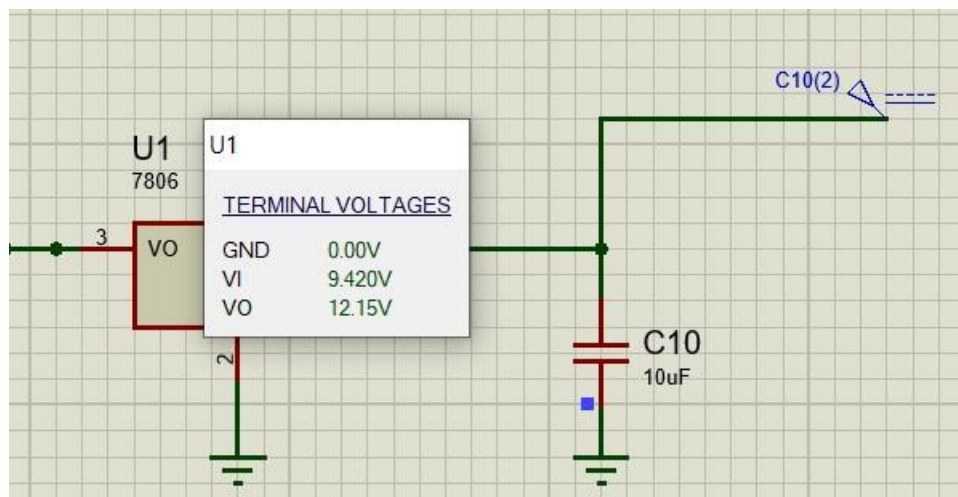 C10(2)
U1
7806
3
VO
2
U1
TERMINAL VOLTAGES
GND 0.00V
VI 9.420V
VO 12.15V
C10
10uF